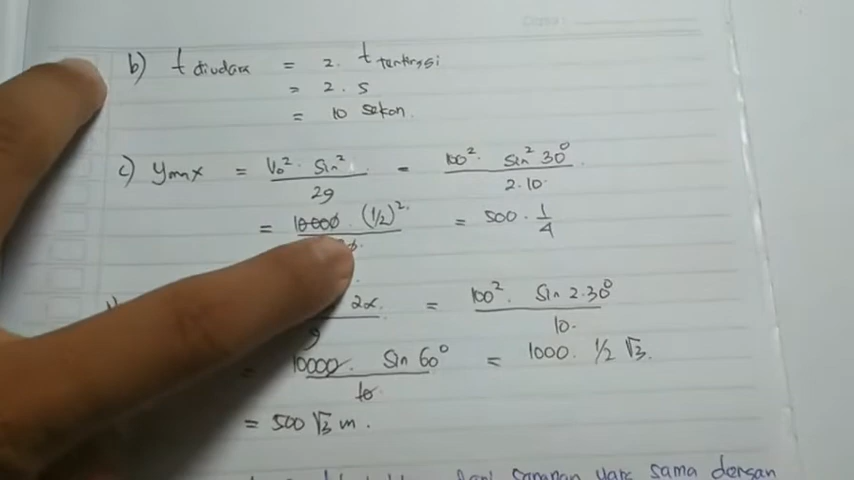 b) t diudara = 2. t tertinggi
= 2. 5
= 10 sekon.
c) Ymax = V₀². Sin² / 2g = 100². Sin² 30° / 2.10.
= 10000. (1/2)². = 500. 1/4
2α. / g = 100². Sin 2.30° / 10.
= 10000. Sin 60° / 10. = 1000. 1/2 √3.
= 500 √3 m.
dari sasaran yang sama dengan